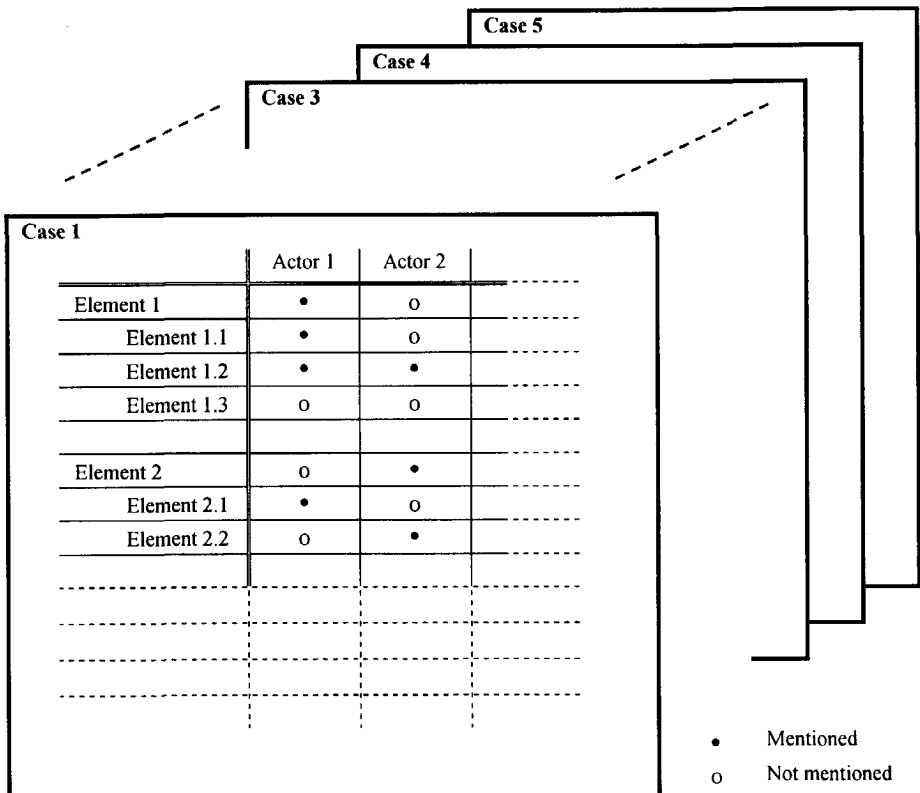 Case 5
Case 4
Case 3
Case 1
Actor 1 Actor 2
Element 1 • o
Element 1.1 • o
Element 1.2 • •
Element 1.3 o o
Element 2 o •
Element 2.1 • o
Element 2.2 o •
• Mentioned
o Not mentioned